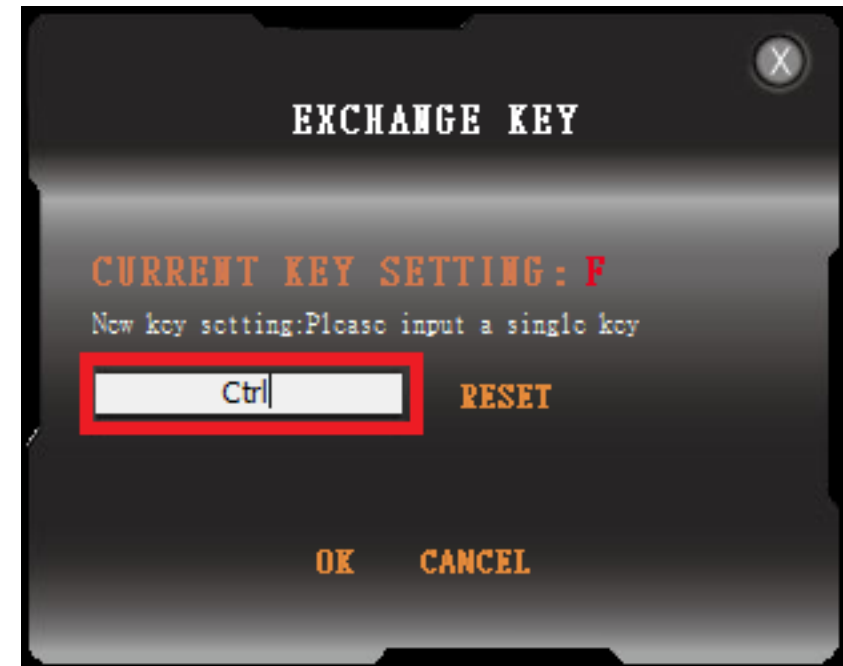 X
EXCHANGE KEY
CURRENT KEY SETTING: F
New key setting:Please input a single key
Ctrl
RESET
OK CANCEL